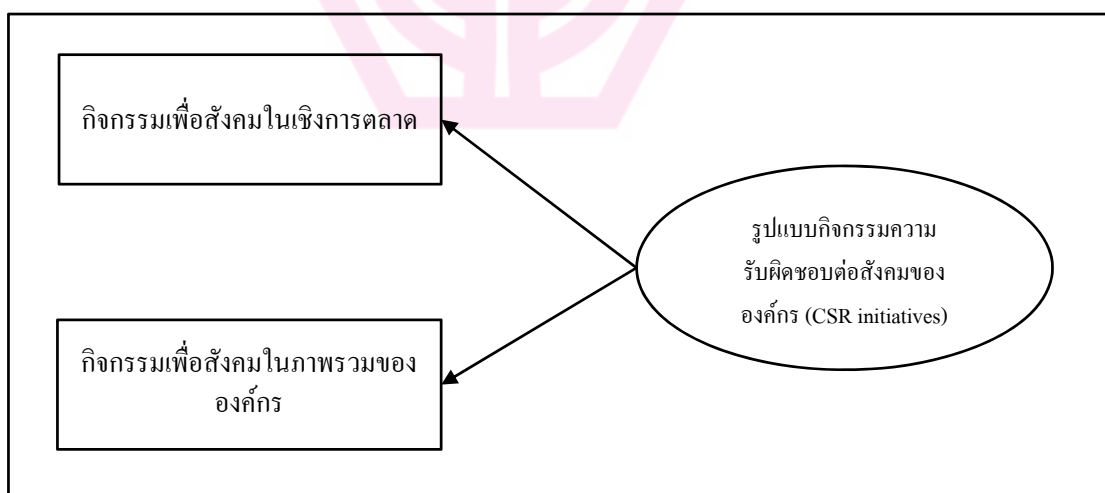 กิจกรรมเพื่อสังคมในเชิงการตลาด
รูปแบบกิจกรรมความ
รับผิดชอบต่อสังคมของ
องค์กร (CSR initiatives)
กิจกรรมเพื่อสังคมในภาพรวมของ
องค์กร